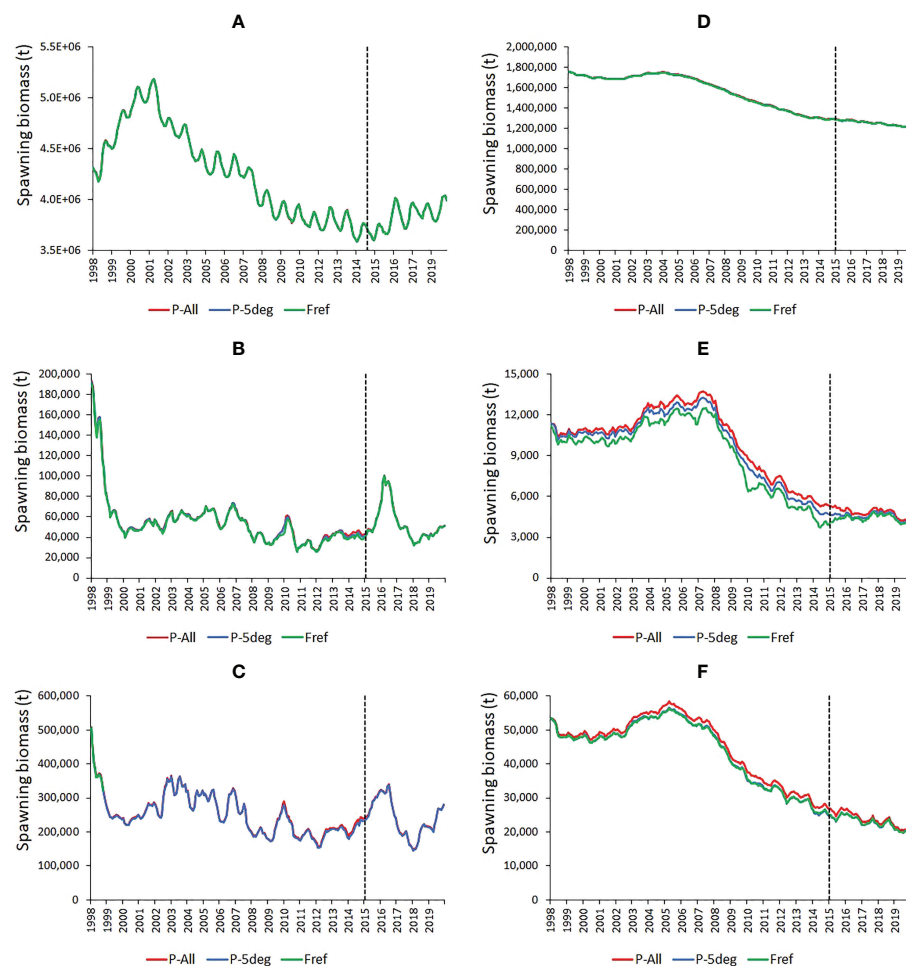 A
Spawning biomass (t)
5.5E+06
5.0E+06
4.5E+06
4.0E+06
3.5E+06
1998 1999 2000 2001 2002 2003 2005 2006 2007 2008 2009 2010 2012 2013 2014 2015 2016 2017 2019
P-All P-5deg Fref
D
Spawning biomass (t)
2,000,000
1,800,000
1,600,000
1,400,000
1,200,000
1,000,000
800,000
600,000
400,000
200,000
0
1998 1999 2000 2001 2002 2003 2004 2005 2006 2007 2008 2009 2010 2011 2012 2013 2014 2015 2016 2017 2018 2019
P-All P-5deg Fref
B
Spawning biomass (t)
200,000
180,000
160,000
140,000
120,000
100,000
80,000
60,000
40,000
20,000
0
1998 1999 2000 2001 2002 2003 2004 2005 2006 2007 2008 2009 2010 2011 2012 2013 2014 2015 2016 2017 2018 2019
P-All P-5deg Fref
E
Spawning biomass (t)
15,000
12,000
9,000
6,000
3,000
0
1998 1999 2000 2001 2002 2003 2004 2005 2006 2007 2008 2009 2010 2011 2012 2013 2014 2015 2016 2017 2018 2019
P-All P-5deg Fref
C
Spawning biomass (t)
600,000
500,000
400,000
300,000
200,000
100,000
0
1998 1999 2000 2001 2002 2003 2004 2005 2006 2007 2008 2009 2010 2011 2012 2013 2014 2015 2016 2017 2018 2019
P-All P-5deg Fref
F
Spawning biomass (t)
60,000
50,000
40,000
30,000
20,000
10,000
0
1998 1999 2000 2001 2002 2003 2004 2005 2006 2007 2008 2009 2010 2011 2012 2013 2014 2015 2016 2017 2018 2019
P-All P-5deg Fref